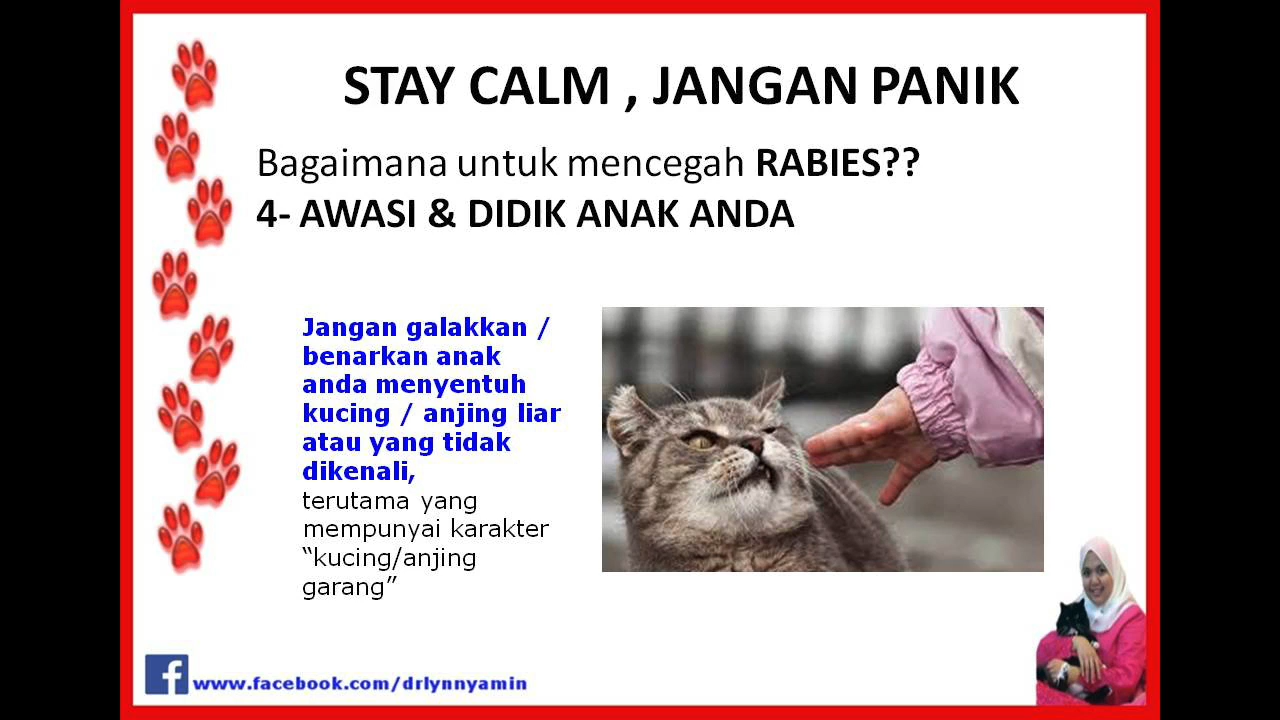 STAY CALM , JANGAN PANIK
Bagaimana untuk mencegah RABIES??
4- AWASI & DIDIK ANAK ANDA
Jangan galakkan /
benarkan anak
anda menyentuh
kucing / anjing liar
atau yang tidak
dikenali,
terutama yang
mempunyai karakter
“kucing/anjing
garang”
www.facebook.com/drlynnyamin